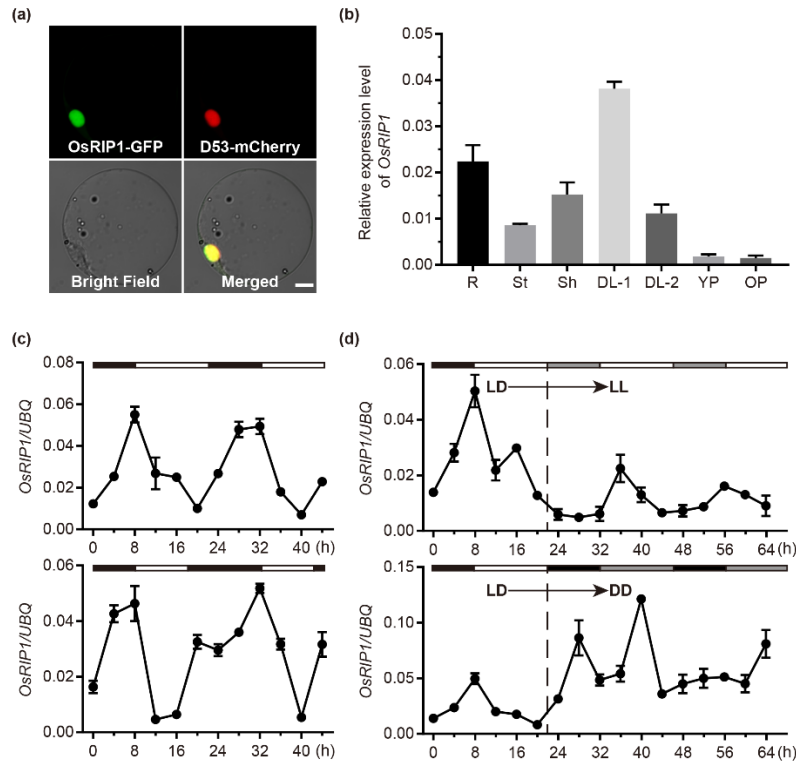 (a)
OsRIP1-GFP
D53-mCherry
Bright Field
Merged
(b)
Relative expression level
of OsRIP1
0.05
0.04
0.03
0.02
0.01
0.00
R St Sh DL-1 DL-2 YP OP
(c)
OsRIP1/UBQ
0.08
0.06
0.04
0.02
0.00
0 8 16 24 32 40 (h)
OsRIP1/UBQ
0.06
0.04
0.02
0.00
0 8 16 24 32 40 (h)
(d)
OsRIP1/UBQ
0.06
0.04
0.02
0.00
LD LL
0 8 16 24 32 40 48 56 64 (h)
OsRIP1/UBQ
0.15
0.10
0.05
0.00
LD DD
0 8 16 24 32 40 48 56 64 (h)